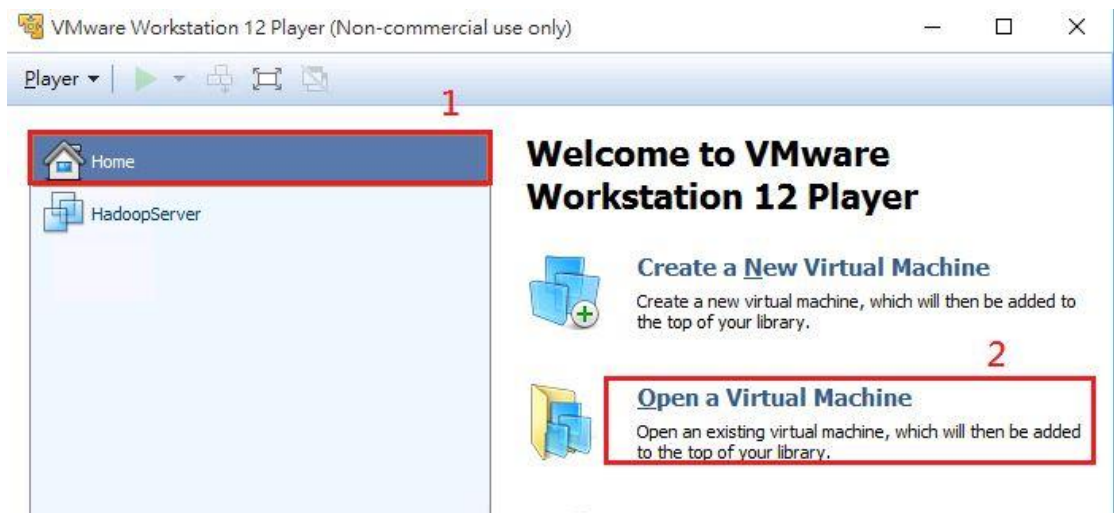 VMware Workstation 12 Player (Non-commercial use only)
Player
1
Home
HadoopServer
Welcome to VMware
Workstation 12 Player
Create a New Virtual Machine
Create a new virtual machine, which will then be added to
the top of your library.
2
Open a Virtual Machine
Open an existing virtual machine, which will then be added
to the top of your library.